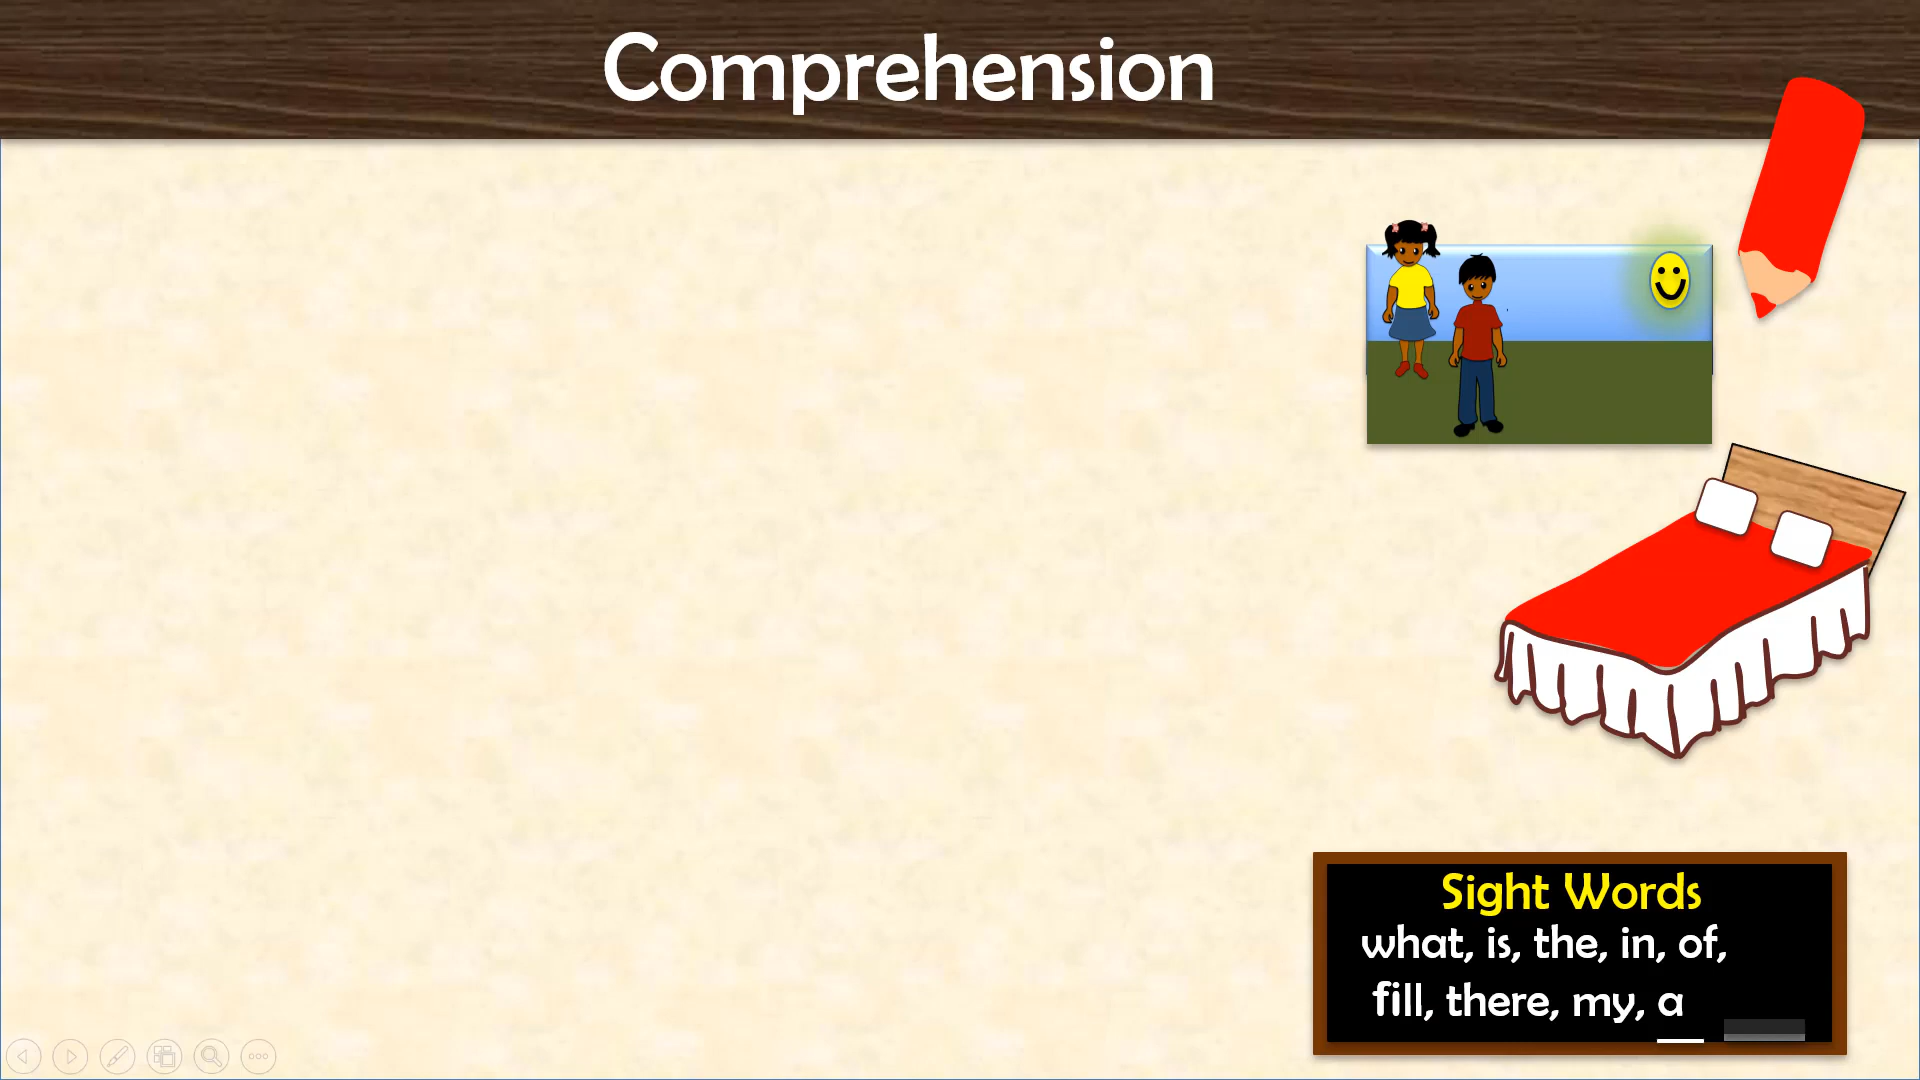 Comprehension
Sight Words
what, is, the, in, of,
fill, there, my, a